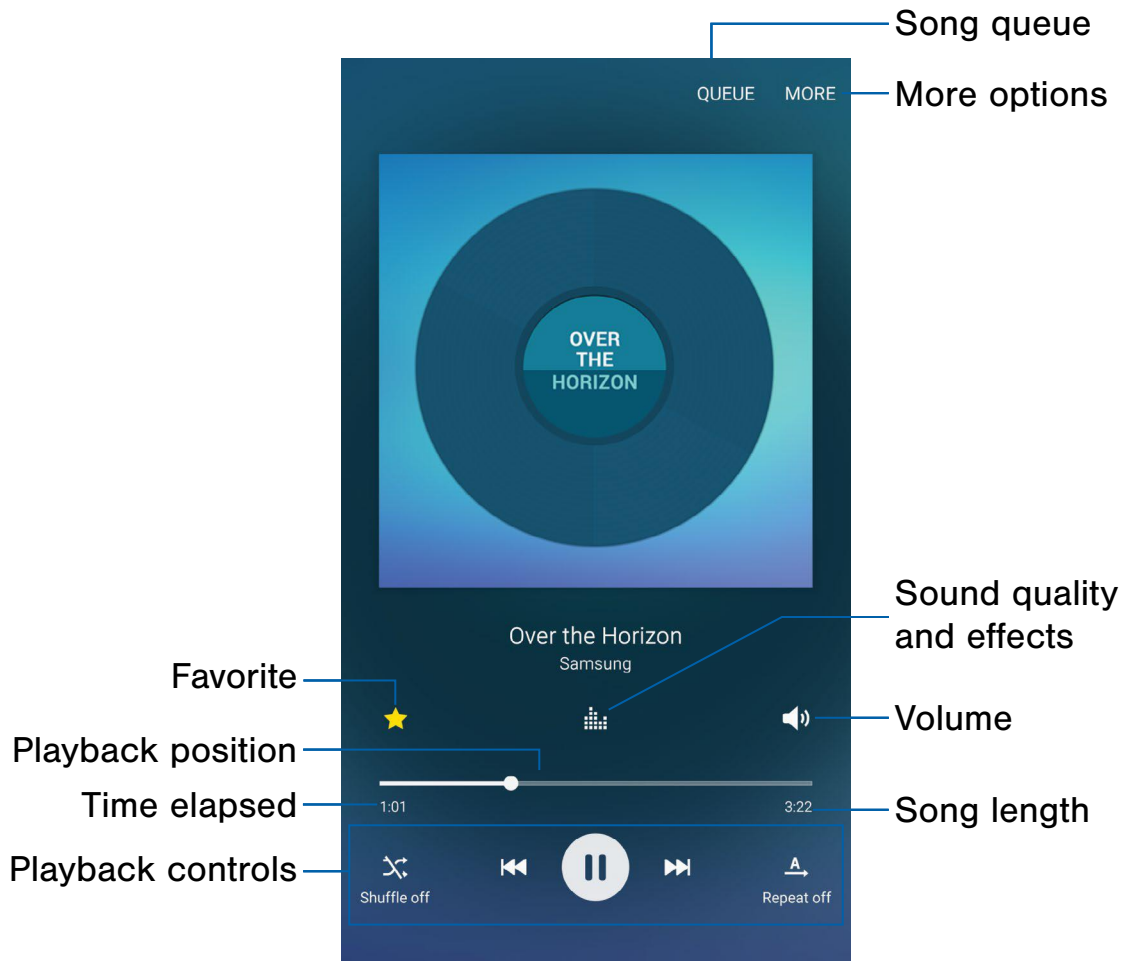 Song queue
QUEUE MORE
More options
OVER
THE
HORIZON
Sound quality
and effects
Over the Horizon
Samsung
Favorite
Volume
Playback position
Time elapsed
1:01
3:22
Song length
Playback controls
Shuffle off
A
Repeat off